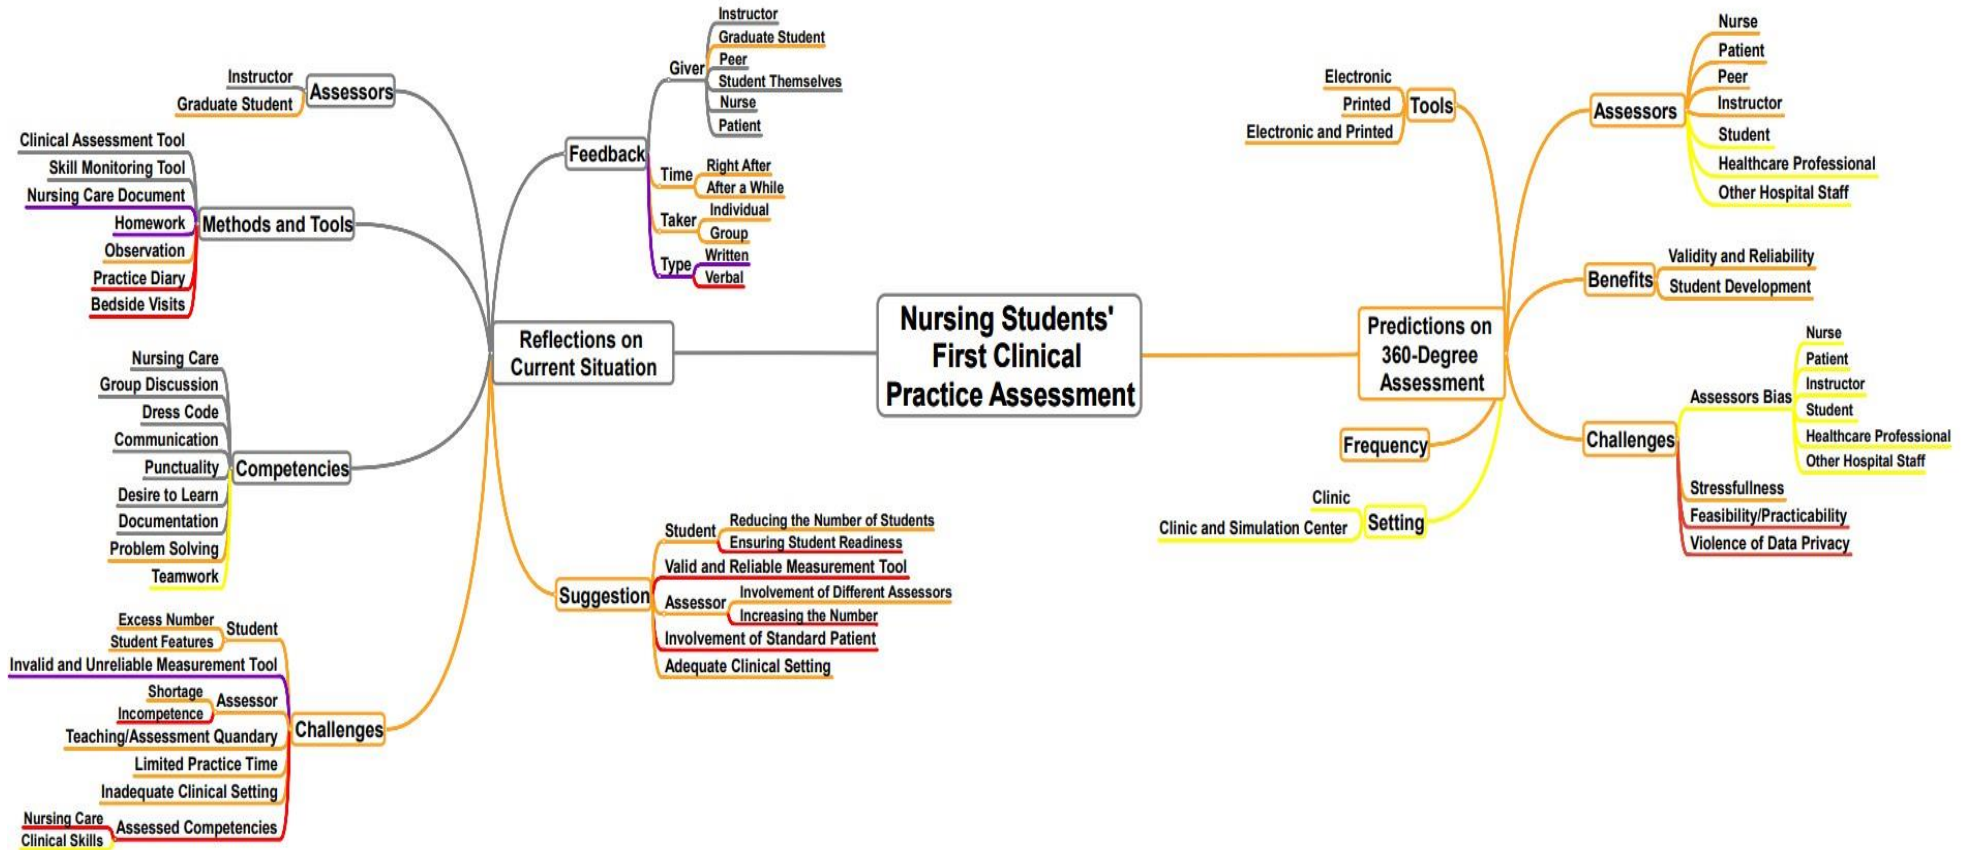 Nursing Students'
First Clinical
Practice Assessment
Reflections on
Current Situation
Assessors
Instructor
Graduate Student
Methods and Tools
Clinical Assessment Tool
Skill Monitoring Tool
Nursing Care Document
Homework
Observation
Practice Diary
Bedside Visits
Competencies
Nursing Care
Group Discussion
Dress Code
Communication
Punctuality
Desire to Learn
Documentation
Problem Solving
Teamwork
Challenges
Student
Excess Number
Student Features
Invalid and Unreliable Measurement Tool
Assessor
Shortage
Incompetence
Teaching/Assessment Quandary
Limited Practice Time
Inadequate Clinical Setting
Assessed Competencies
Nursing Care
Clinical Skills
Feedback
Giver
Instructor
Graduate Student
Peer
Student Themselves
Nurse
Patient
Time
Right After
After a While
Taker
Individual
Group
Type
Written
Verbal
Suggestion
Student
Reducing the Number of Students
Ensuring Student Readiness
Valid and Reliable Measurement Tool
Assessor
Involvement of Different Assessors
Increasing the Number
Involvement of Standard Patient
Adequate Clinical Setting
Predictions on
360-Degree
Assessment
Tools
Electronic
Printed
Electronic and Printed
Frequency
Setting
Clinic
Clinic and Simulation Center
Assessors
Nurse
Patient
Peer
Instructor
Student
Healthcare Professional
Other Hospital Staff
Benefits
Validity and Reliability
Student Development
Challenges
Assessors Bias
Nurse
Patient
Instructor
Student
Healthcare Professional
Other Hospital Staff
Stressfullness
Feasibility/Practicability
Violence of Data Privacy